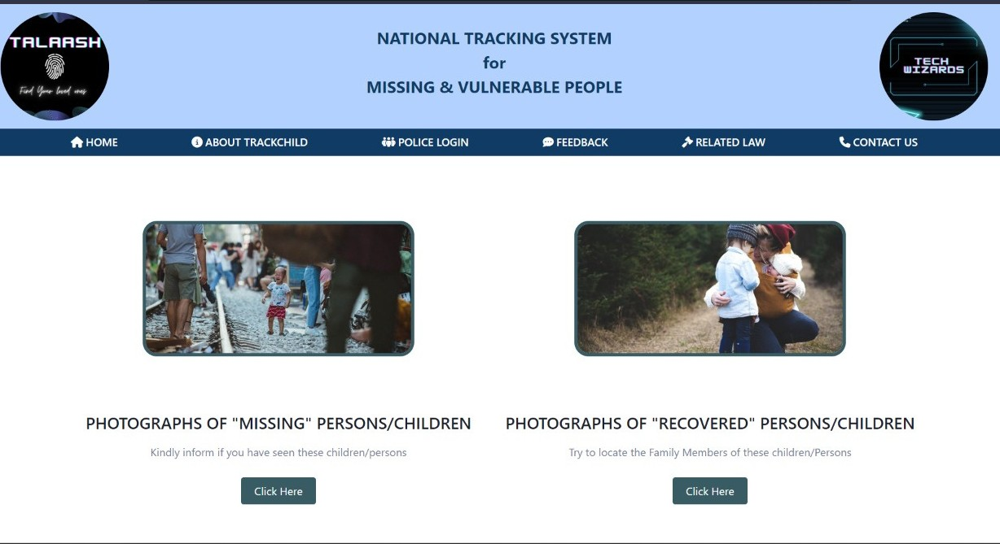 TALAASH
Find Your loved ones
NATIONAL TRACKING SYSTEM
for
MISSING & VULNERABLE PEOPLE
TECH
WIZARDS
HOME
ABOUT TRACKCHILD
POLICE LOGIN
FEEDBACK
RELATED LAW
CONTACT US
PHOTOGRAPHS OF "MISSING" PERSONS/CHILDREN
Kindly inform if you have seen these children/persons
Click Here
PHOTOGRAPHS OF "RECOVERED" PERSONS/CHILDREN
Try to locate the Family Members of these children/Persons
Click Here